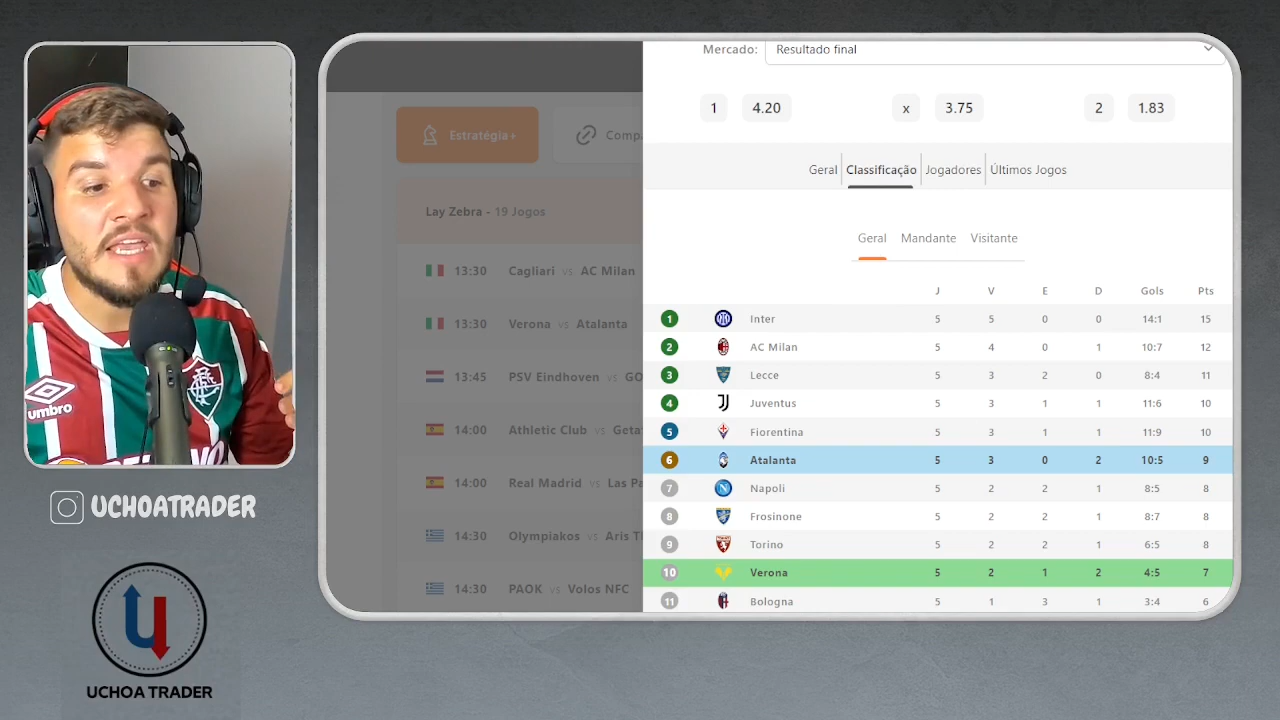 Mercado: Resultado final
1 4.20 x 3.75 2 1.83
Estratégia+ Compa
Geral Classificação Jogadores Últimos Jogos
Lay Zebra - 19 Jogos
Geral Mandante Visitante
13:30 Cagliari vs AC Milan
13:30 Verona vs Atalanta
13:45 PSV Eindhoven vs GO
14:00 Athletic Club vs Geta
14:00 Real Madrid vs Las Pa
14:30 Olympiakos vs Aris T
14:30 PAOK vs Volos NFC
J V E D Gols Pts
1 Inter 5 5 0 0 14:1 15
2 AC Milan 5 4 0 1 10:7 12
3 Lecce 5 3 2 0 8:4 11
4 Juventus 5 3 1 1 11:6 10
5 Fiorentina 5 3 1 1 11:9 10
6 Atalanta 5 3 0 2 10:5 9
7 Napoli 5 2 2 1 8:5 8
8 Frosinone 5 2 2 1 8:7 8
9 Torino 5 2 2 1 6:5 8
10 Verona 5 2 1 2 4:5 7
11 Bologna 5 1 3 1 3:4 6
umbro
UCHOATRADER
U
UCHOA TRADER